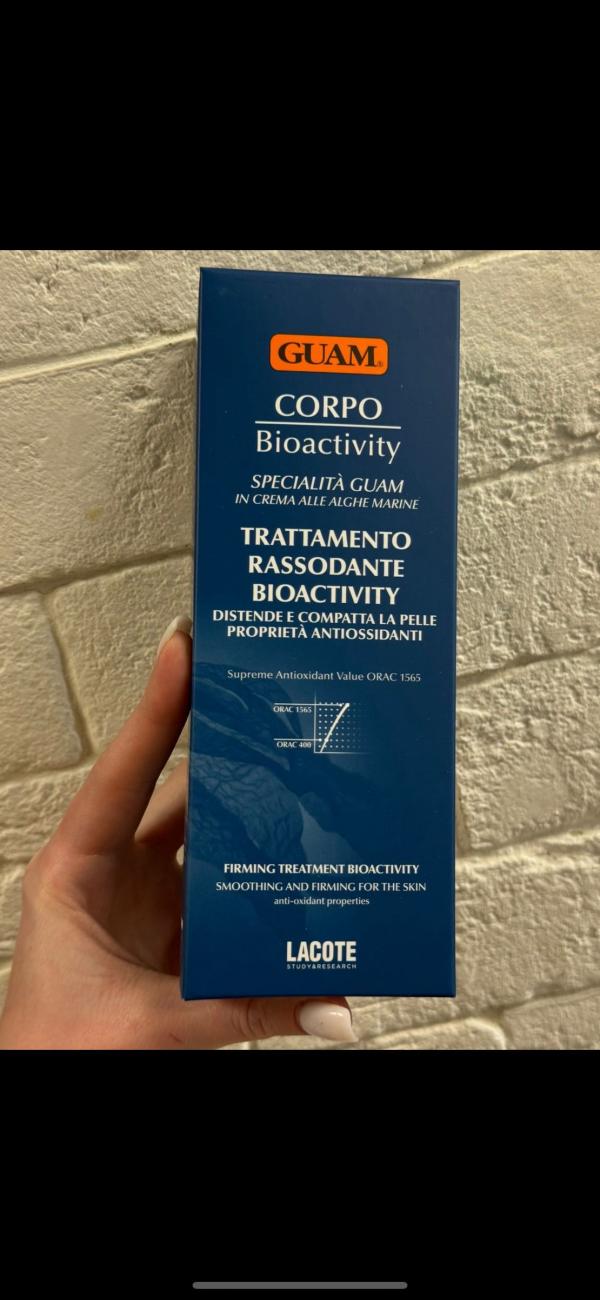 GUAM®
CORPO
Bioactivity
SPECIALITÀ GUAM
IN CREMA ALLE ALGHE MARINE
TRATTAMENTO
RASSODANTE
BIOACTIVITY
DISTENDE E COMPATTA LA PELLE
PROPRIETÀ ANTIOSSIDANTI
Supreme Antioxidant Value ORAC 1565
ORAC 1565
ORAC 400
FIRMING TREATMENT BIOACTIVITY
SMOOTHING AND FIRMING FOR THE SKIN
anti-oxidant properties
LACOTE
STUDY&RESEARCH